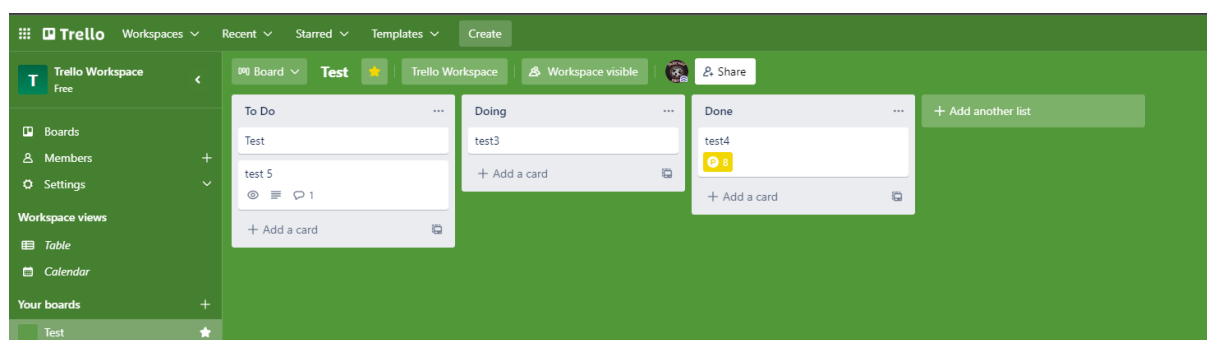 Trello Workspaces Recent Starred Templates Create
T Trello Workspace
Free
Boards
Members
Settings
Workspace views
Table
Calendar
Your boards
Test
Board Test Trello Workspace Workspace visible Share
To Do
Test
test 5
1
+ Add a card
Doing
test3
+ Add a card
Done
test4
P 8
+ Add a card
+ Add another list